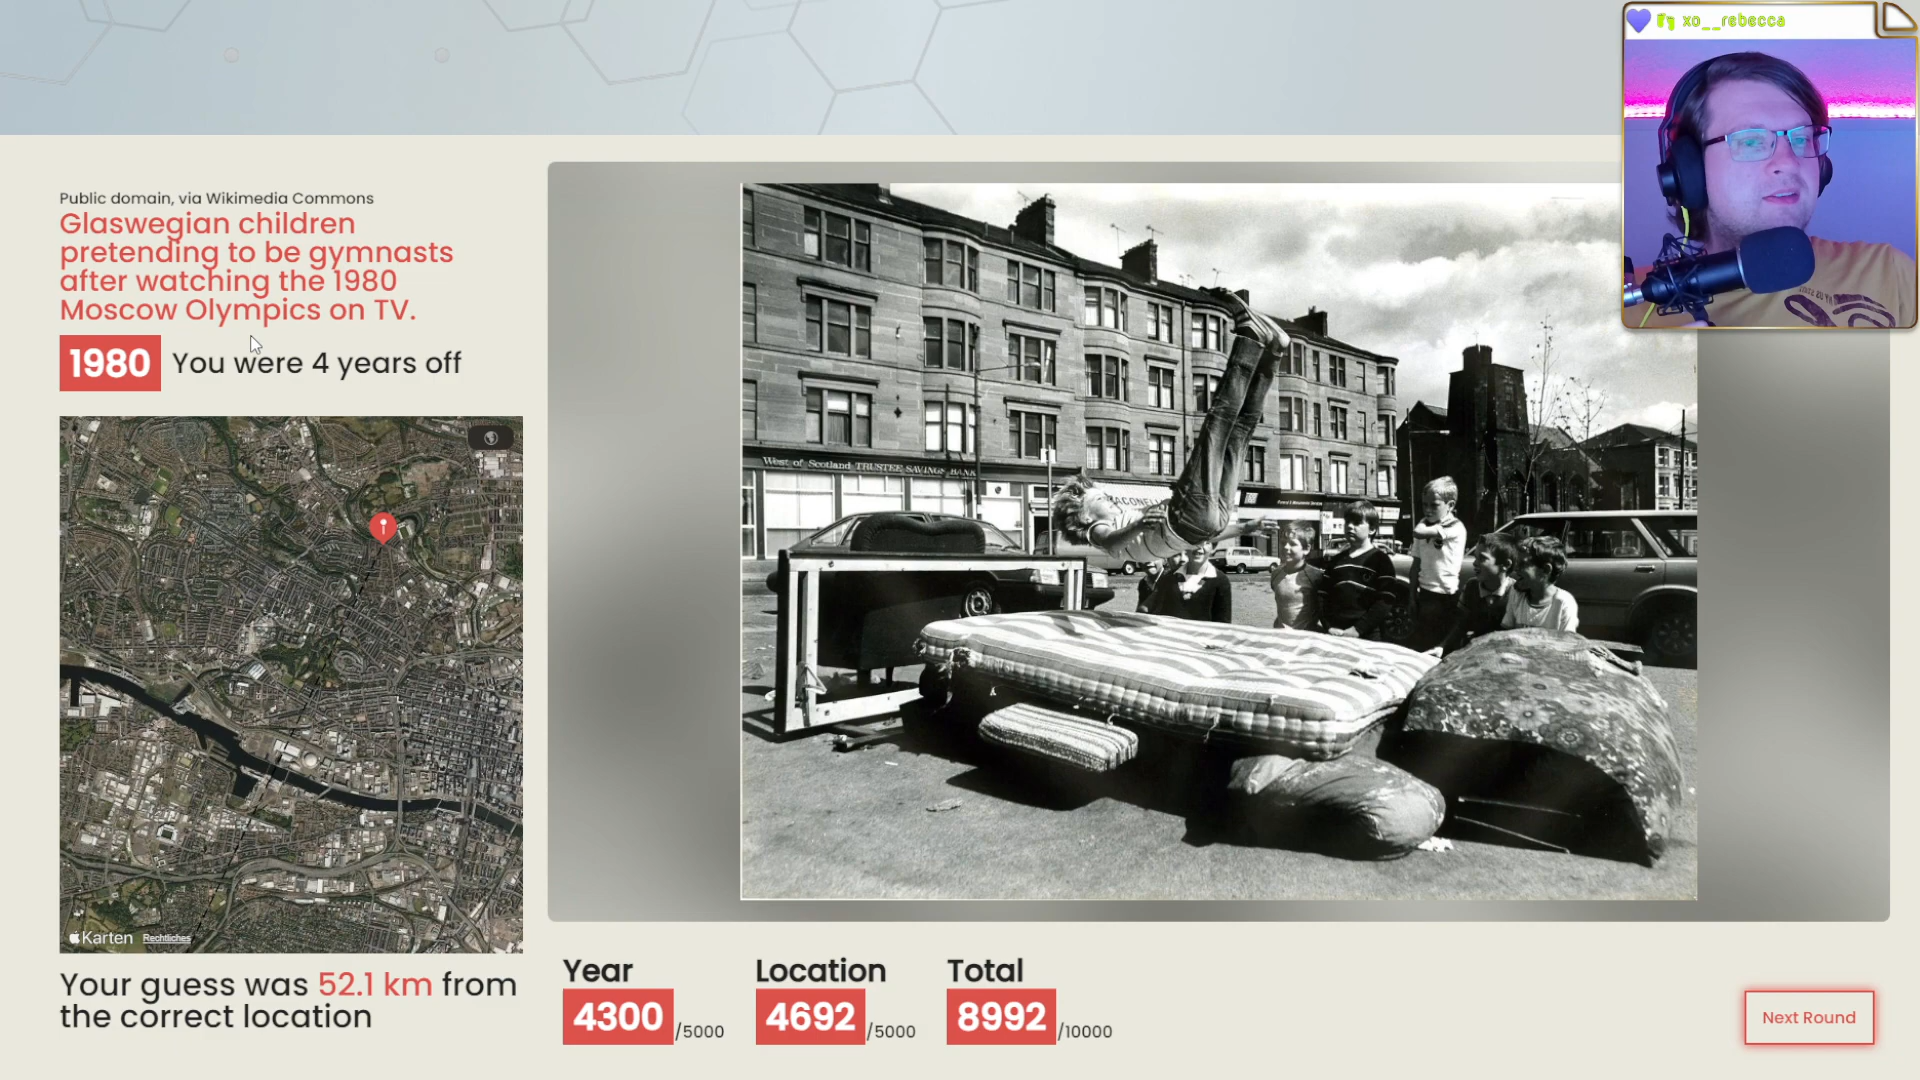 xo__rebecca
Public domain, via Wikimedia Commons
Glaswegian children
pretending to be gymnasts
after watching the 1980
Moscow Olympics on TV.
1980 You were 4 years off
West of Scotland TRUSTEE SAVINGS BANK
Karten Rechtliches
Your guess was 52.1 km from
the correct location
Year
4300 /5000
Location
4692 /5000
Total
8992 /10000
Next Round